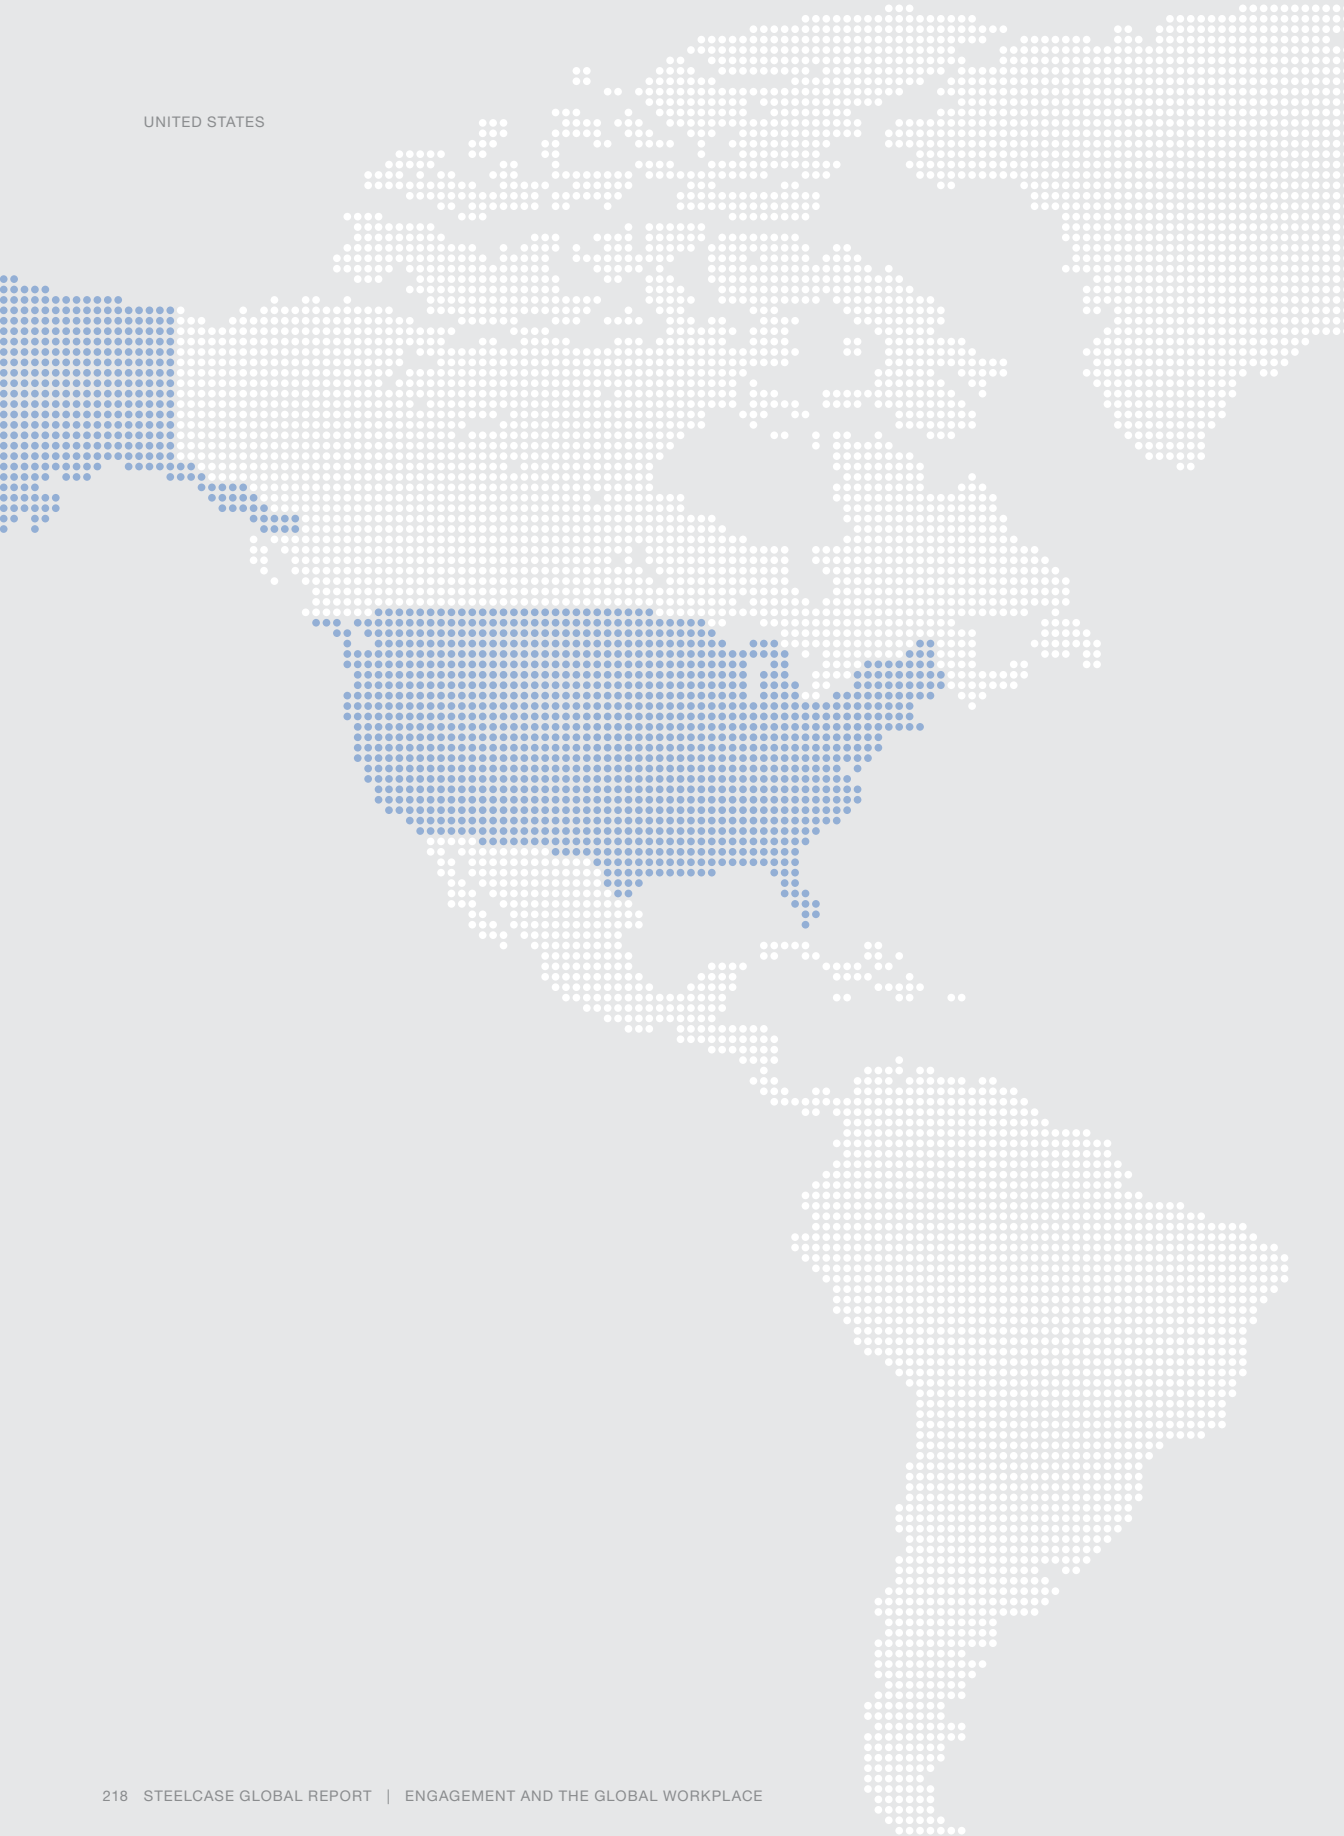 UNITED STATES
218 STEELCASE GLOBAL REPORT | ENGAGEMENT AND THE GLOBAL WORKPLACE